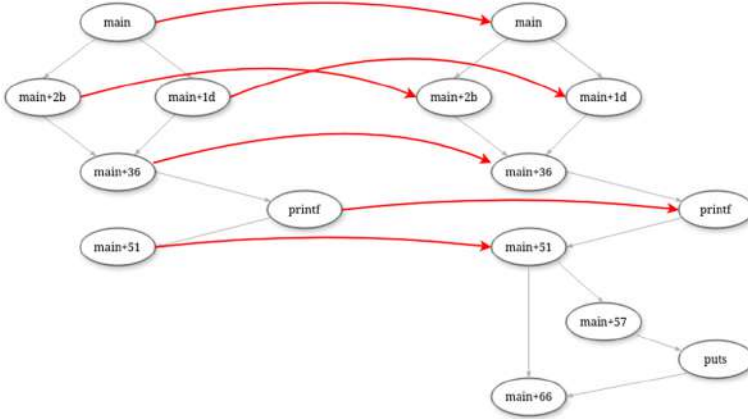 main
main
main+2b
main+1d
main+2b
main+1d
main+36
main+36
printf
printf
main+51
main+51
main+57
puts
main+66